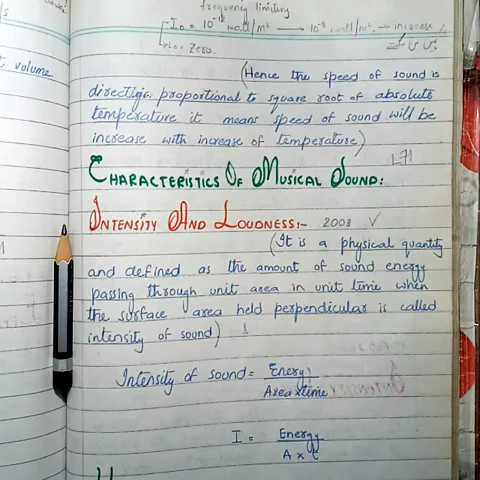 frequency limiting
I₀ = 10⁻¹² watt/m² → 10⁻⁸ watt/m² → increase
L₀ = Zero.
t volume
(Hence the speed of sound is
directly proportional to square root of absolute
temperature it means speed of sound will be
increase with increase of temperature)
CHARACTERISTICS OF MUSICAL SOUND:
INTENSITY AND LOUDNESS:- 2008 ✓
(It is a physical quantity
and defined as the amount of sound energy
passing through unit area in unit time when
the surface area held perpendicular is called
intensity of sound)
Intensity of sound = Energy
Area x time
I = Energy
A x t